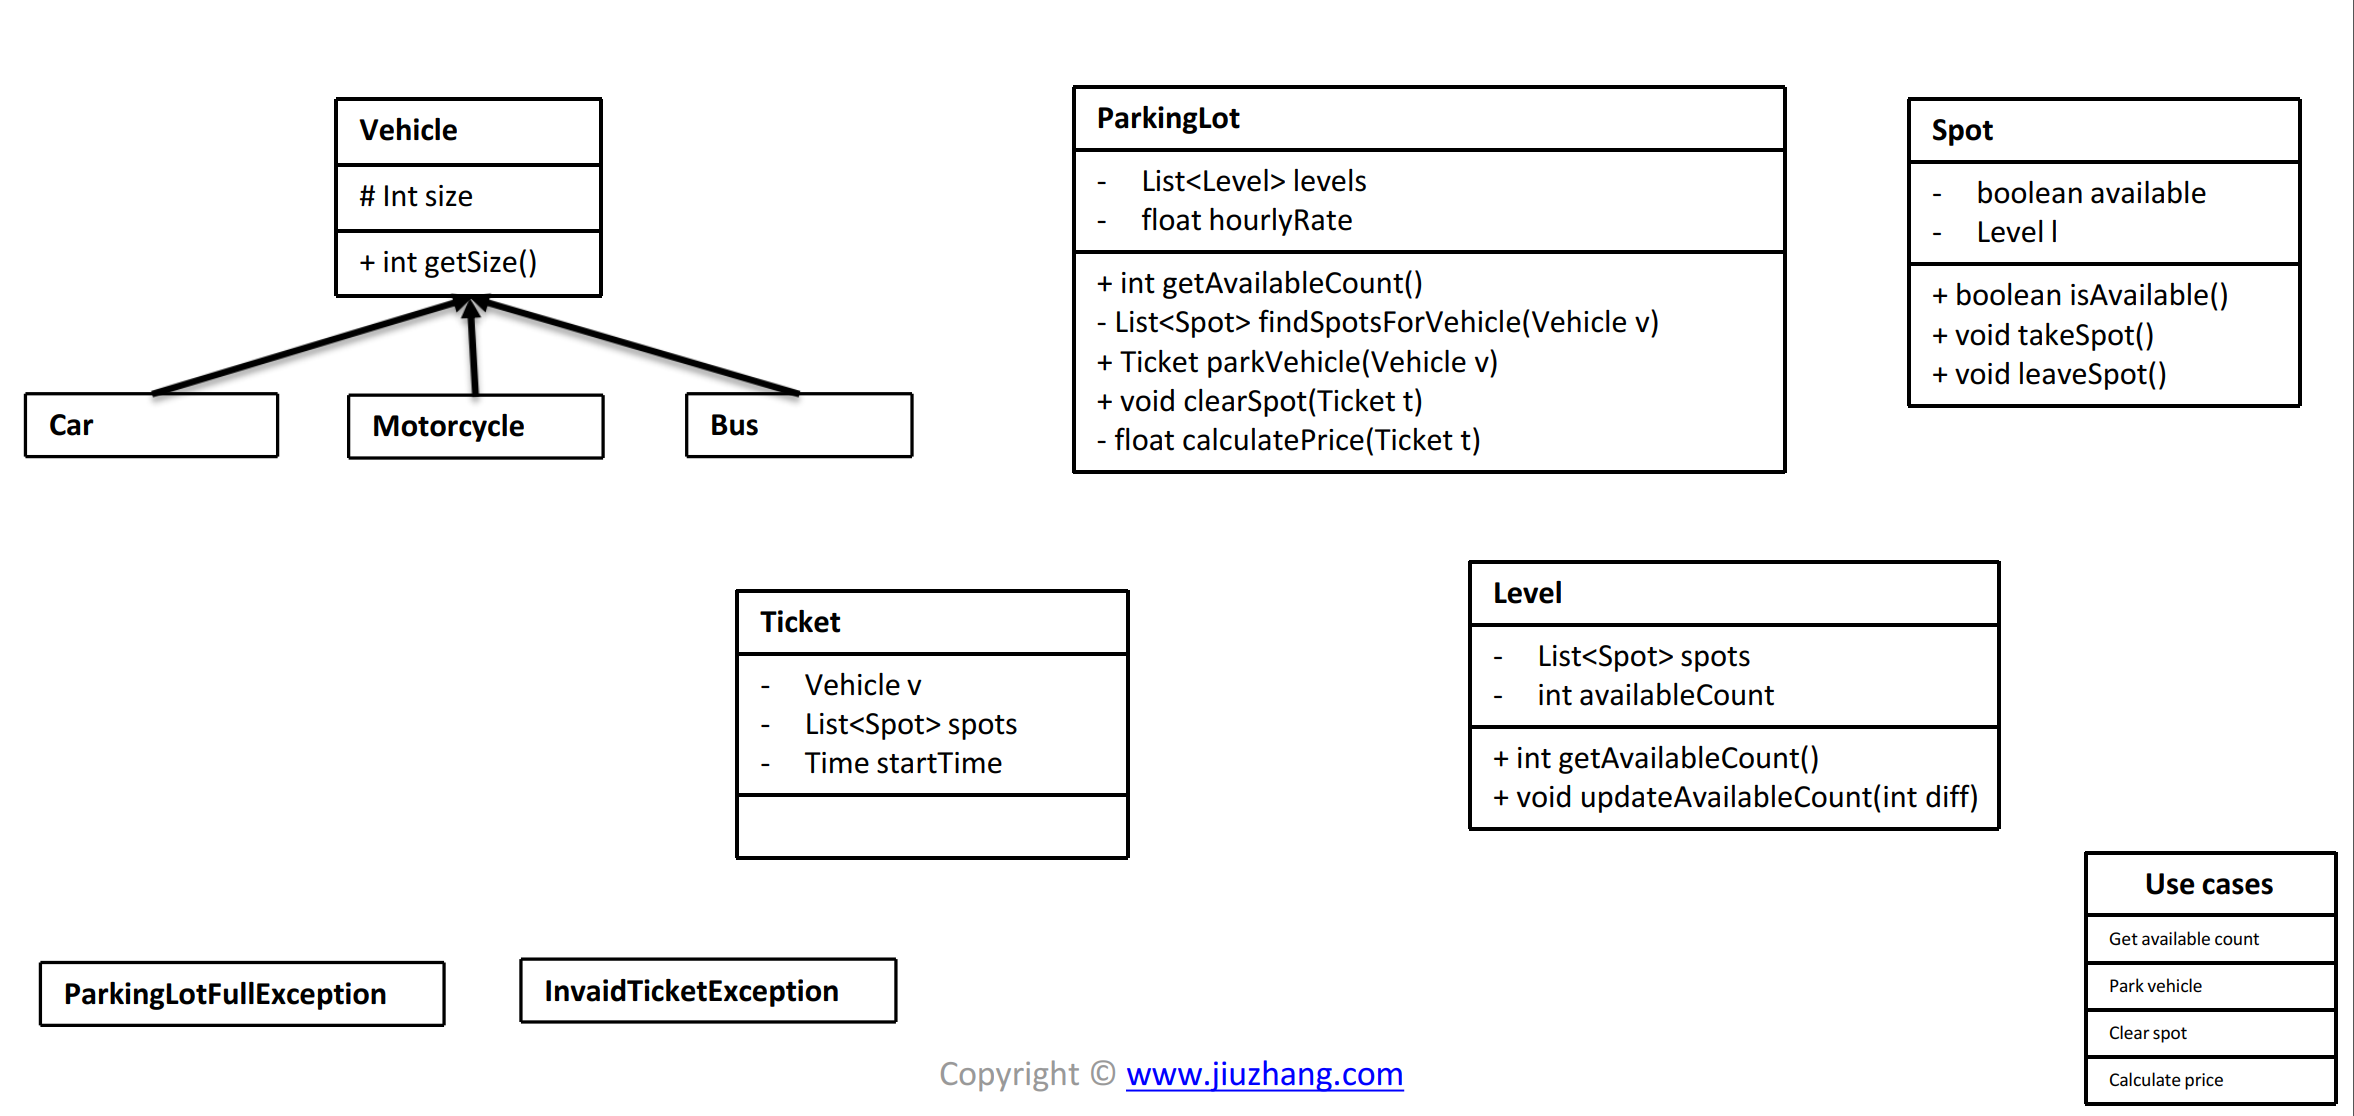 Vehicle
# Int size
+ int getSize()
Car
Motorcycle
Bus
ParkingLot
- List<Level> levels
- float hourlyRate
+ int getAvailableCount()
- List<Spot> findSpotsForVehicle(Vehicle v)
+ Ticket parkVehicle(Vehicle v)
+ void clearSpot(Ticket t)
- float calculatePrice(Ticket t)
Spot
- boolean available
- Level l
+ boolean isAvailable()
+ void takeSpot()
+ void leaveSpot()
Ticket
- Vehicle v
- List<Spot> spots
- Time startTime
Level
- List<Spot> spots
- int availableCount
+ int getAvailableCount()
+ void updateAvailableCount(int diff)
Use cases
Get available count
Park vehicle
Clear spot
Calculate price
ParkingLotFullException
InvaidTicketException
Copyright © www.jiuzhang.com